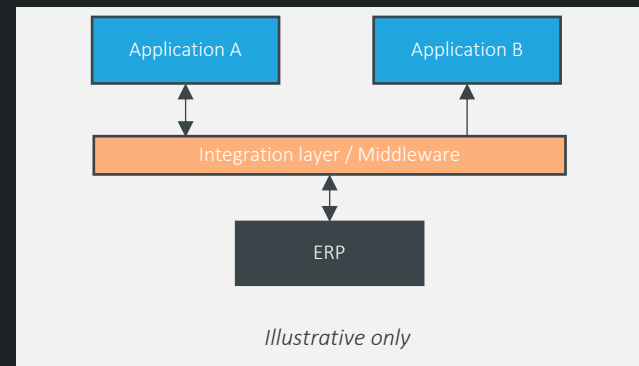 Application A
Application B
Integration layer / Middleware
ERP
Illustrative only